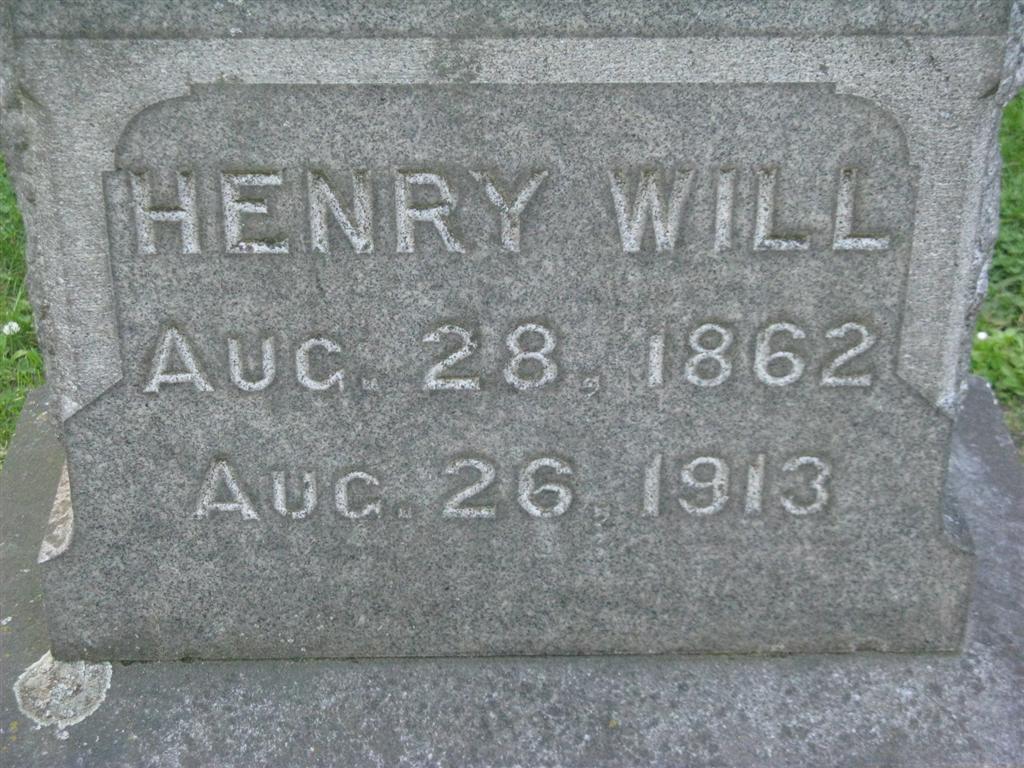 HENRY WILL
AUG. 28, 1862
AUG. 26, 1913